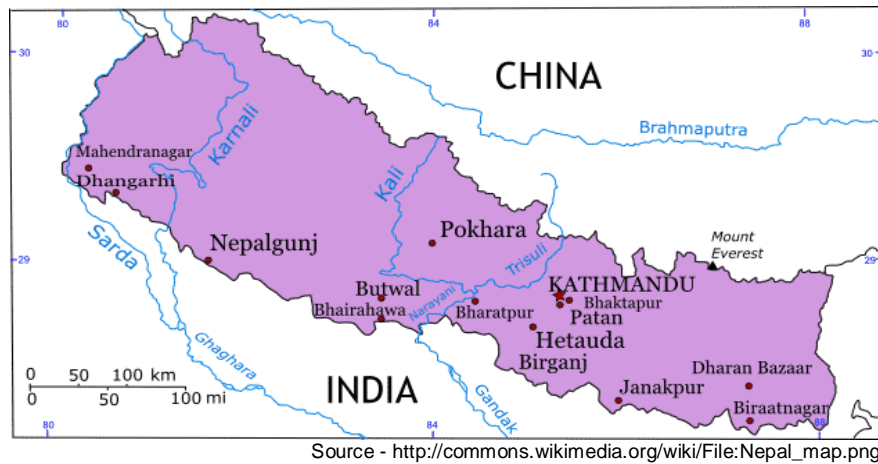 80
84
88
30
30
CHINA
Brahmaputra
Karnali
Mahendranagar
Dhangarhi
Kali
Sarda
Nepalgunj
Pokhara
Trisuli
Mount
Everest
29
29
KATHMANDU
Butwal
Narayani
Bhaktapur
Bhairahawa
Bharatpur
Patan
Hetauda
Ghaghara
Birganj
Dharan Bazaar
0 50 100 km
0 50 100 mi
INDIA
Gandak
Janakpur
Biraatnagar
80
84
88
Source - http://commons.wikimedia.org/wiki/File:Nepal_map.png